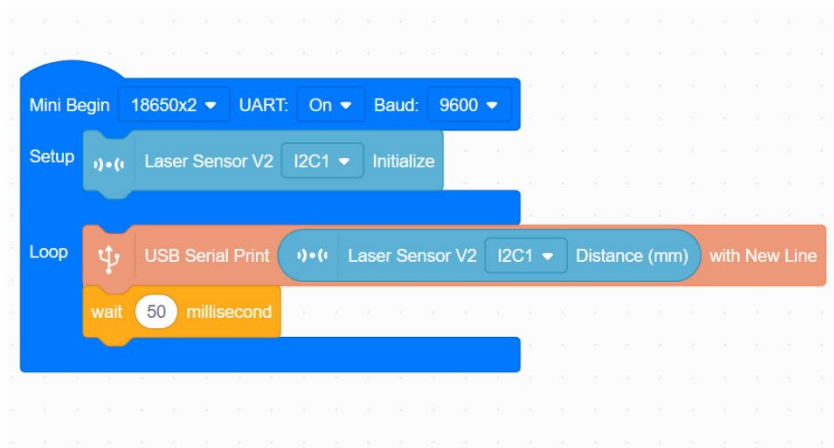 Mini Begin 18650x2 UART: On Baud: 9600
Setup Laser Sensor V2 I2C1 Initialize
Loop USB Serial Print Laser Sensor V2 I2C1 Distance (mm) with New Line
wait 50 millisecond